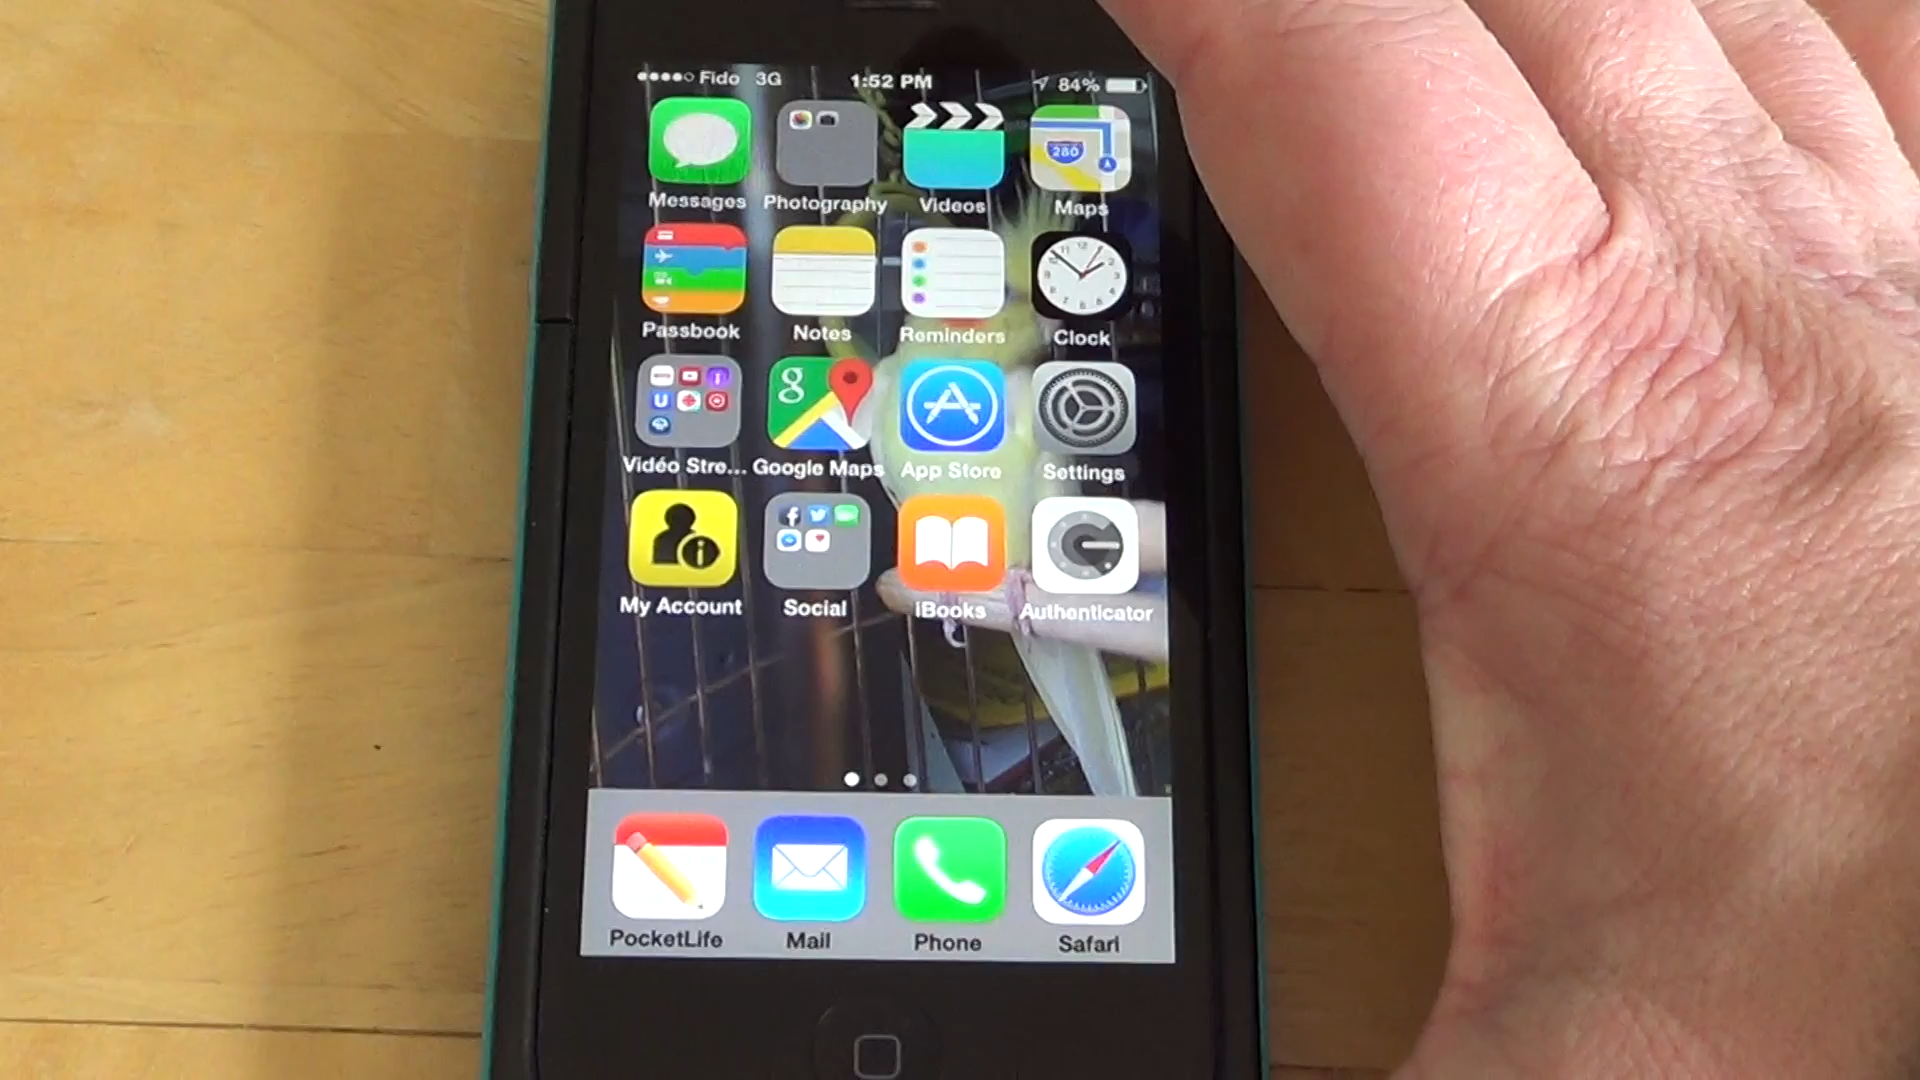 Fido 3G 1:52 PM 84%
Messages Photography Videos Maps
280
Passbook Notes Reminders Clock
g
Vidéo Stre... Google Maps App Store Settings
My Account Social iBooks Authenticator
PocketLife Mail Phone Safari